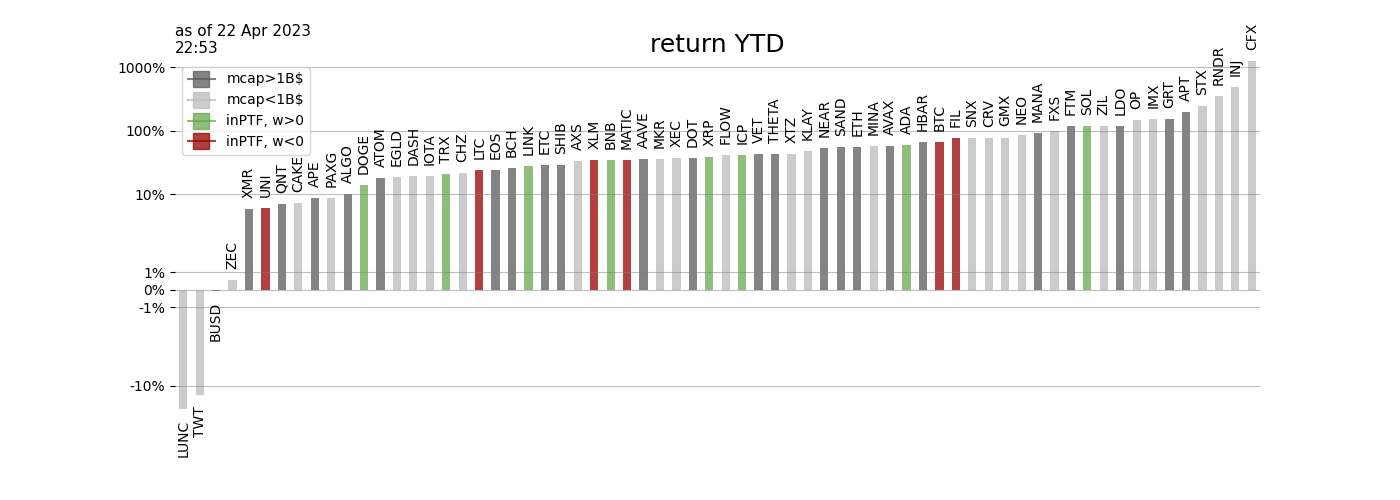 as of 22 Apr 2023
22:53
return YTD
mcap>1B$
mcap<1B$
inPTF, w>0
inPTF, w<0
1000%
100%
10%
1%
0%
-1%
-10%
LUNC
TWT
BUSD
ZEC
XMR
UNI
QNT
CAKE
APE
PAXG
ALGO
DOGE
ATOM
EGLD
DASH
IOTA
TRX
CHZ
LTC
EOS
BCH
LINK
ETC
SHIB
AXS
XLM
BNB
MATIC
AAVE
MKR
XEC
DOT
XRP
FLOW
ICP
VET
THETA
XTZ
KLAY
NEAR
SAND
ETH
MINA
AVAX
ADA
HBAR
BTC
FIL
SNX
CRV
GMX
NEO
MANA
FXS
FTM
SOL
ZIL
LDO
OP
IMX
GRT
APT
STX
RNDR
INJ
CFX